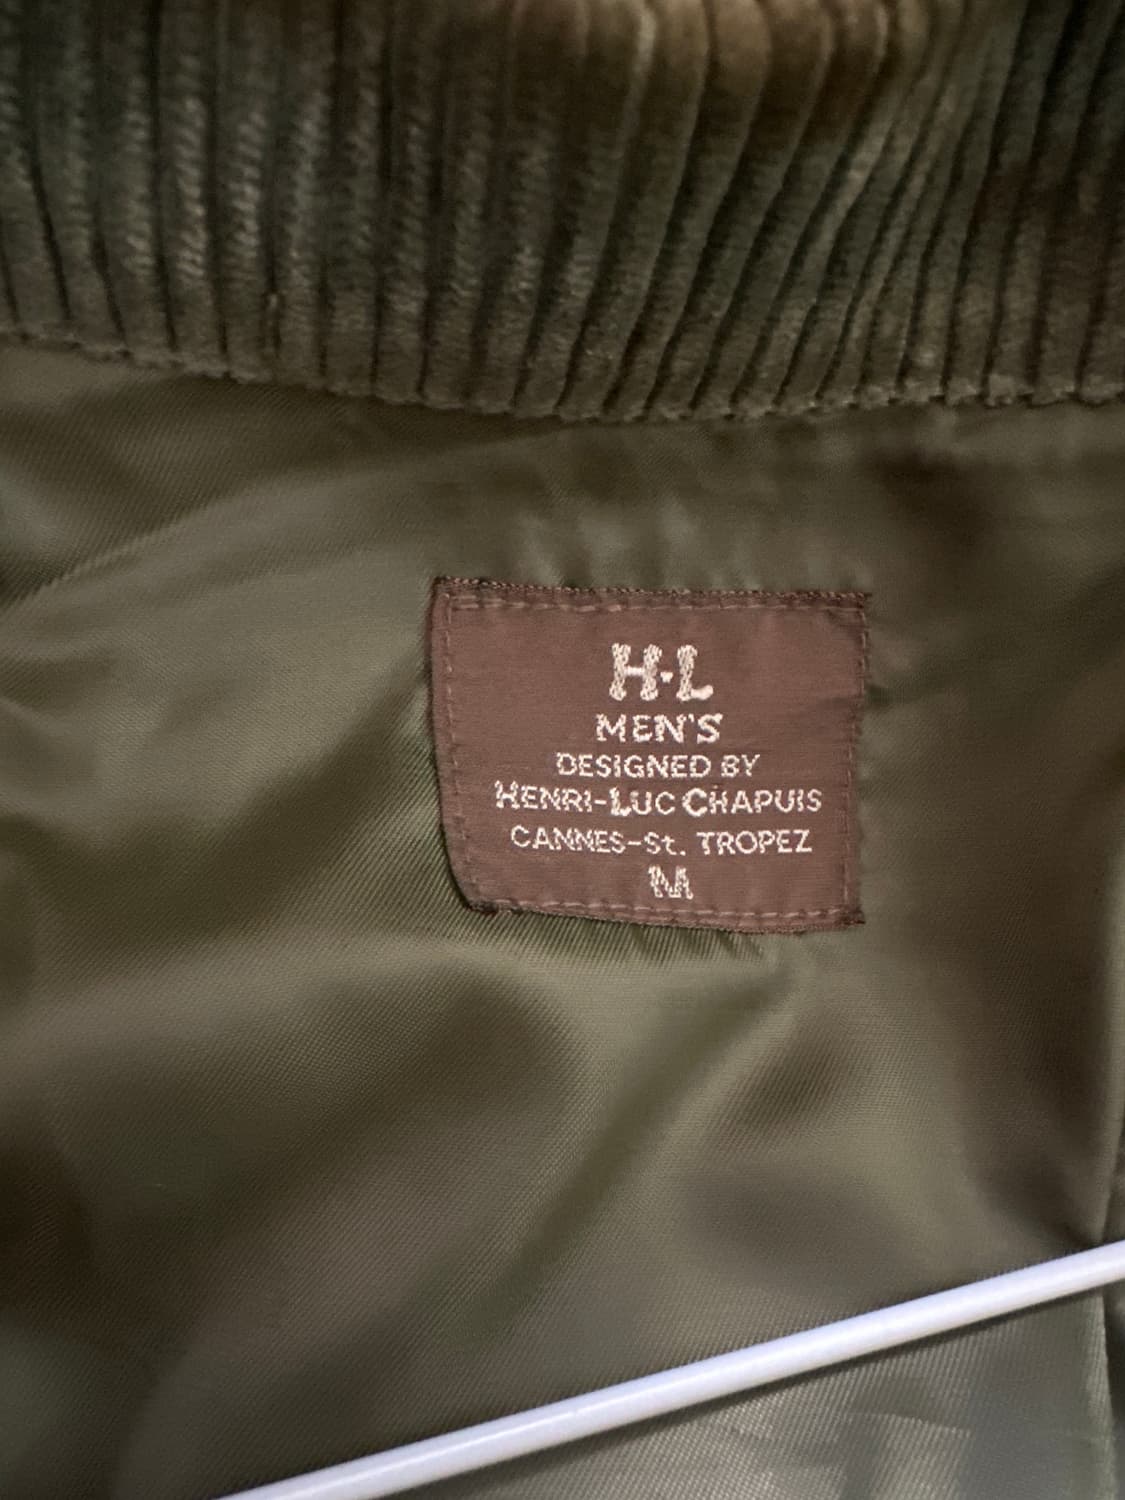 H·L
MEN'S
DESIGNED BY
HENRI-LUC CHAPUIS
CANNES-St. TROPEZ
M